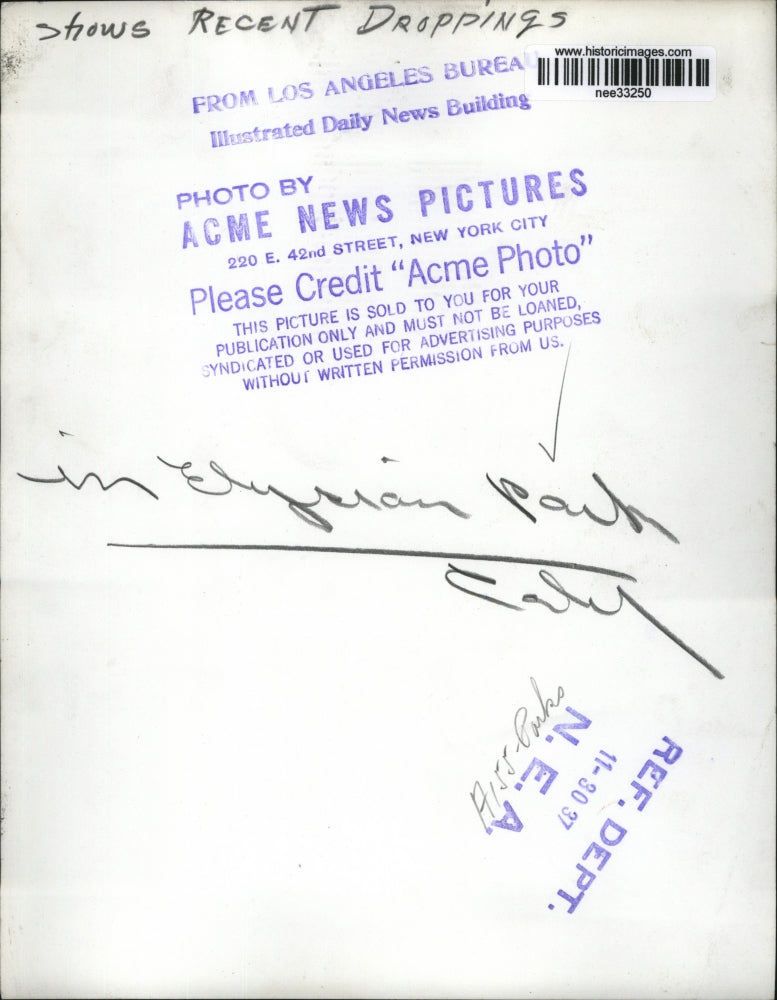 shows RECENT DROPPINGS
www.historicimages.com
nee33250
FROM LOS ANGELES BUREAU
Illustrated Daily News Building
PHOTO BY
ACME NEWS PICTURES
220 E. 42nd STREET, NEW YORK CITY
Please Credit "Acme Photo"
THIS PICTURE IS SOLD TO YOU FOR YOUR
PUBLICATION ONLY AND MUST NOT BE LOANED,
SYNDICATED OR USED FOR ADVERTISING PURPOSES
WITHOUT WRITTEN PERMISSION FROM US.
in Elysian Park
Calif
Parks
N. E. A.
11-30 37
REF. DEPT.